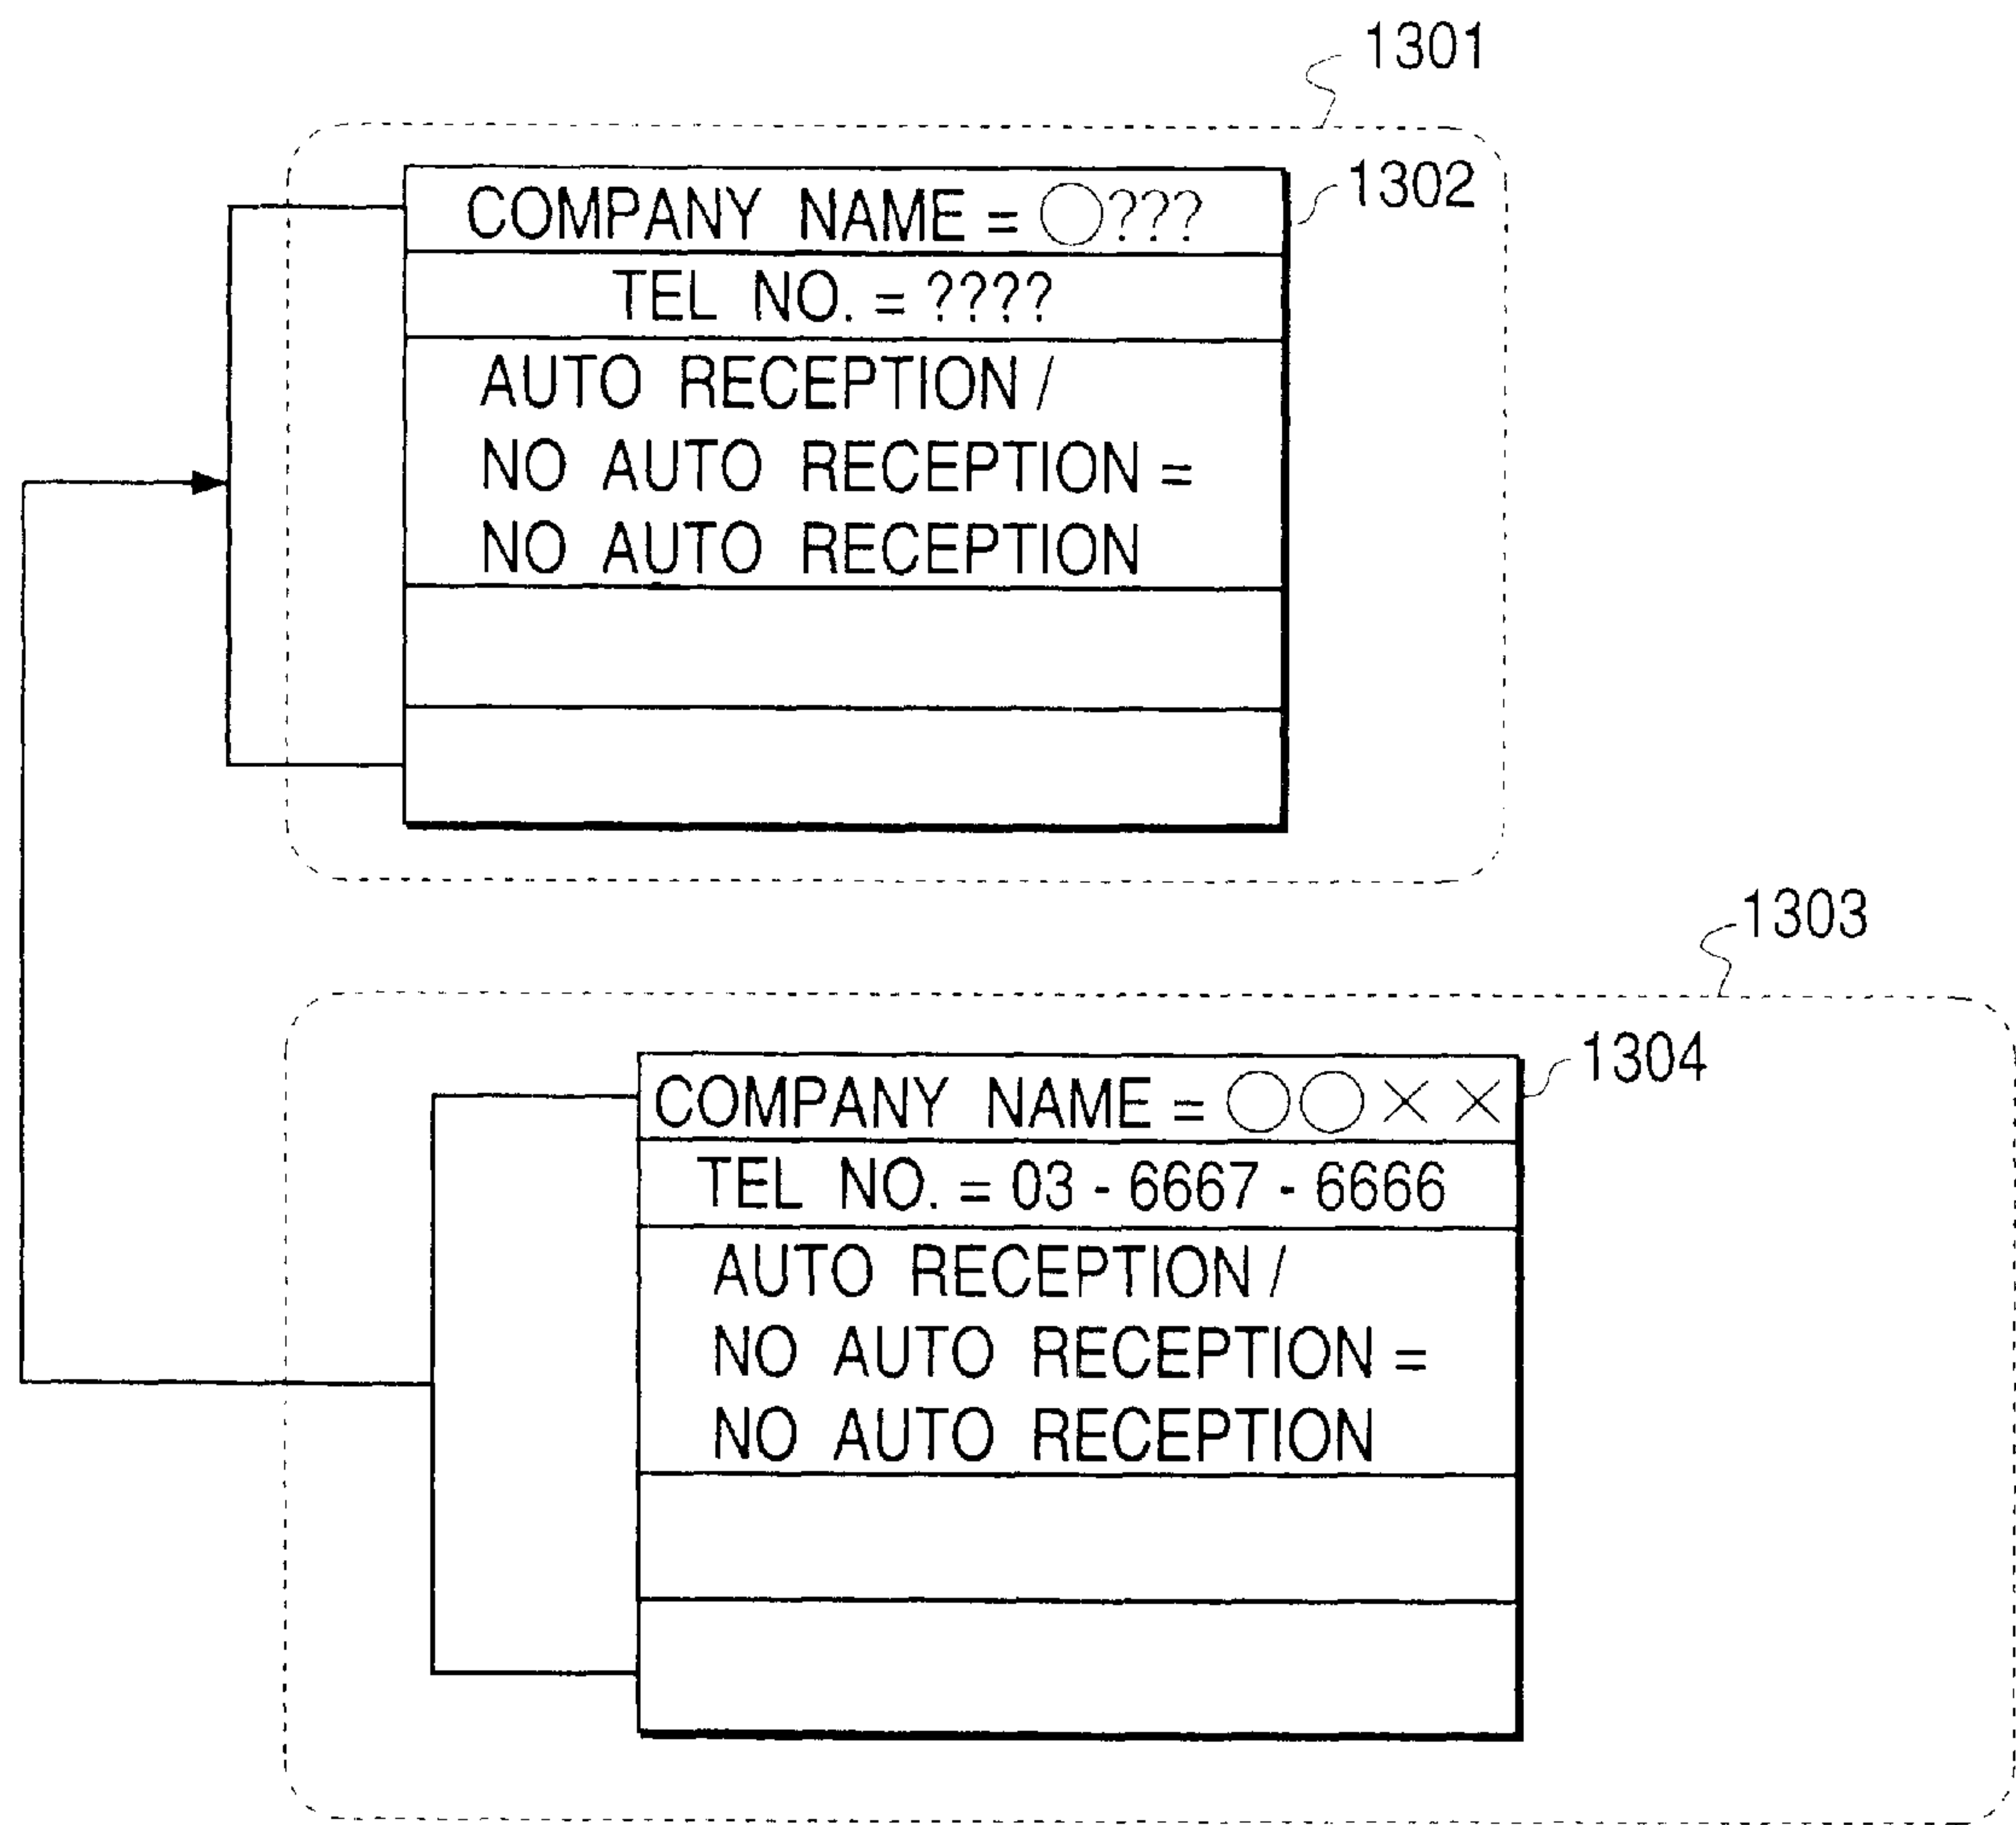 1301
1302
COMPANY NAME = ○???
TEL NO. = ????
AUTO RECEPTION /
NO AUTO RECEPTION =
NO AUTO RECEPTION
1303
1304
COMPANY NAME = ○○××
TEL NO. = 03 - 6667 - 6666
AUTO RECEPTION /
NO AUTO RECEPTION =
NO AUTO RECEPTION